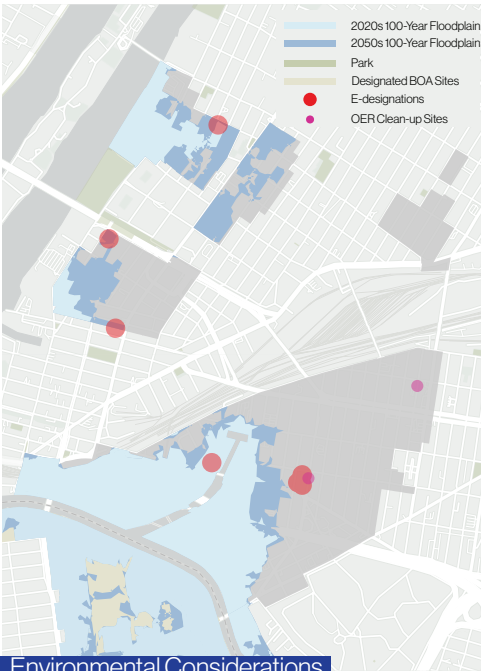 2020s 100-Year Floodplain
2050s 100-Year Floodplain
Park
Designated BOA Sites
E-designations
OER Clean-up Sites
Environmental Considerations